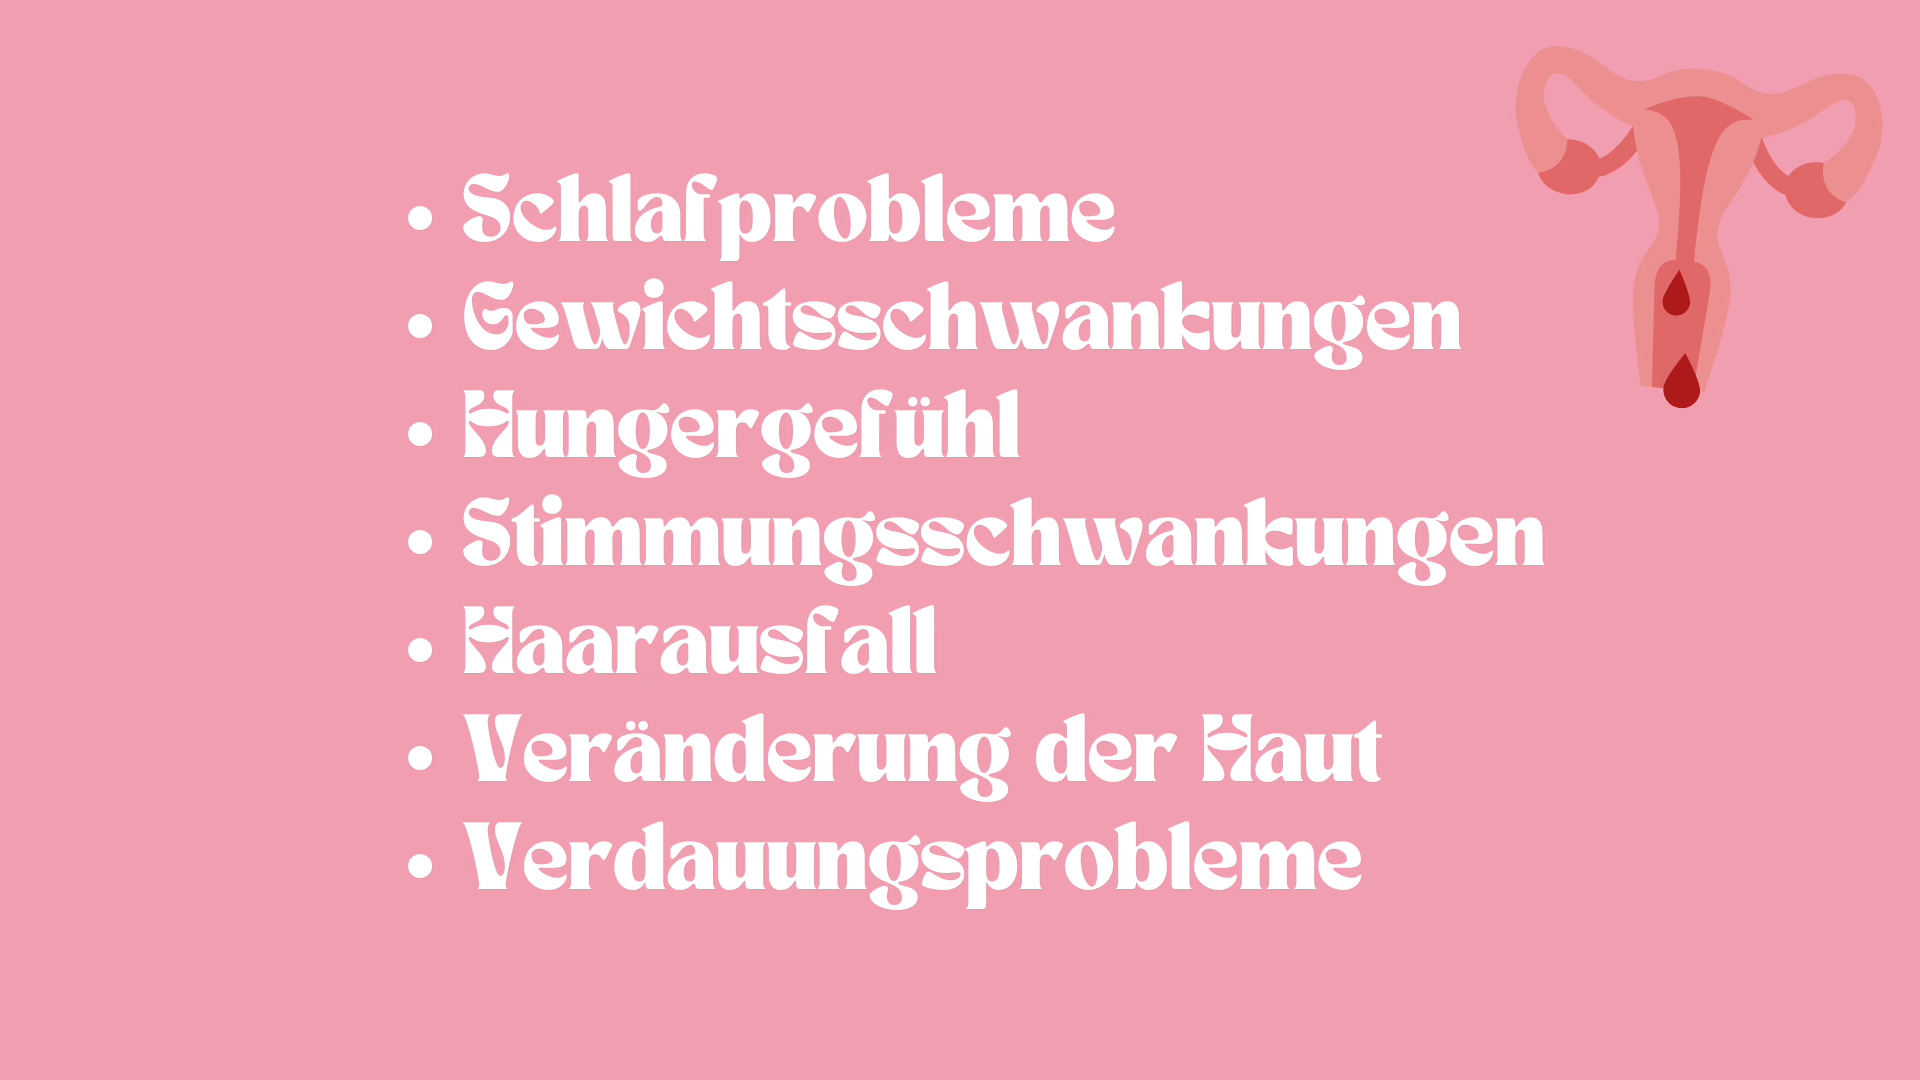 • Schlafprobleme
• Gewichtsschwankungen
• Hungergefühl
• Stimmungsschwankungen
• Haarausfall
• Veränderung der Haut
• Verdauungsprobleme